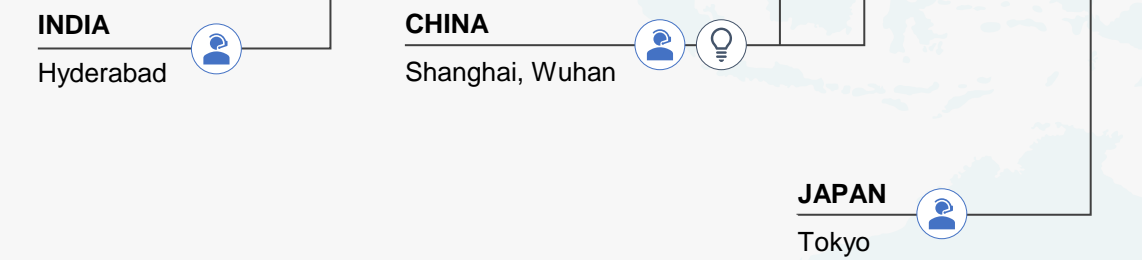 INDIA
Hyderabad
CHINA
Shanghai, Wuhan
JAPAN
Tokyo